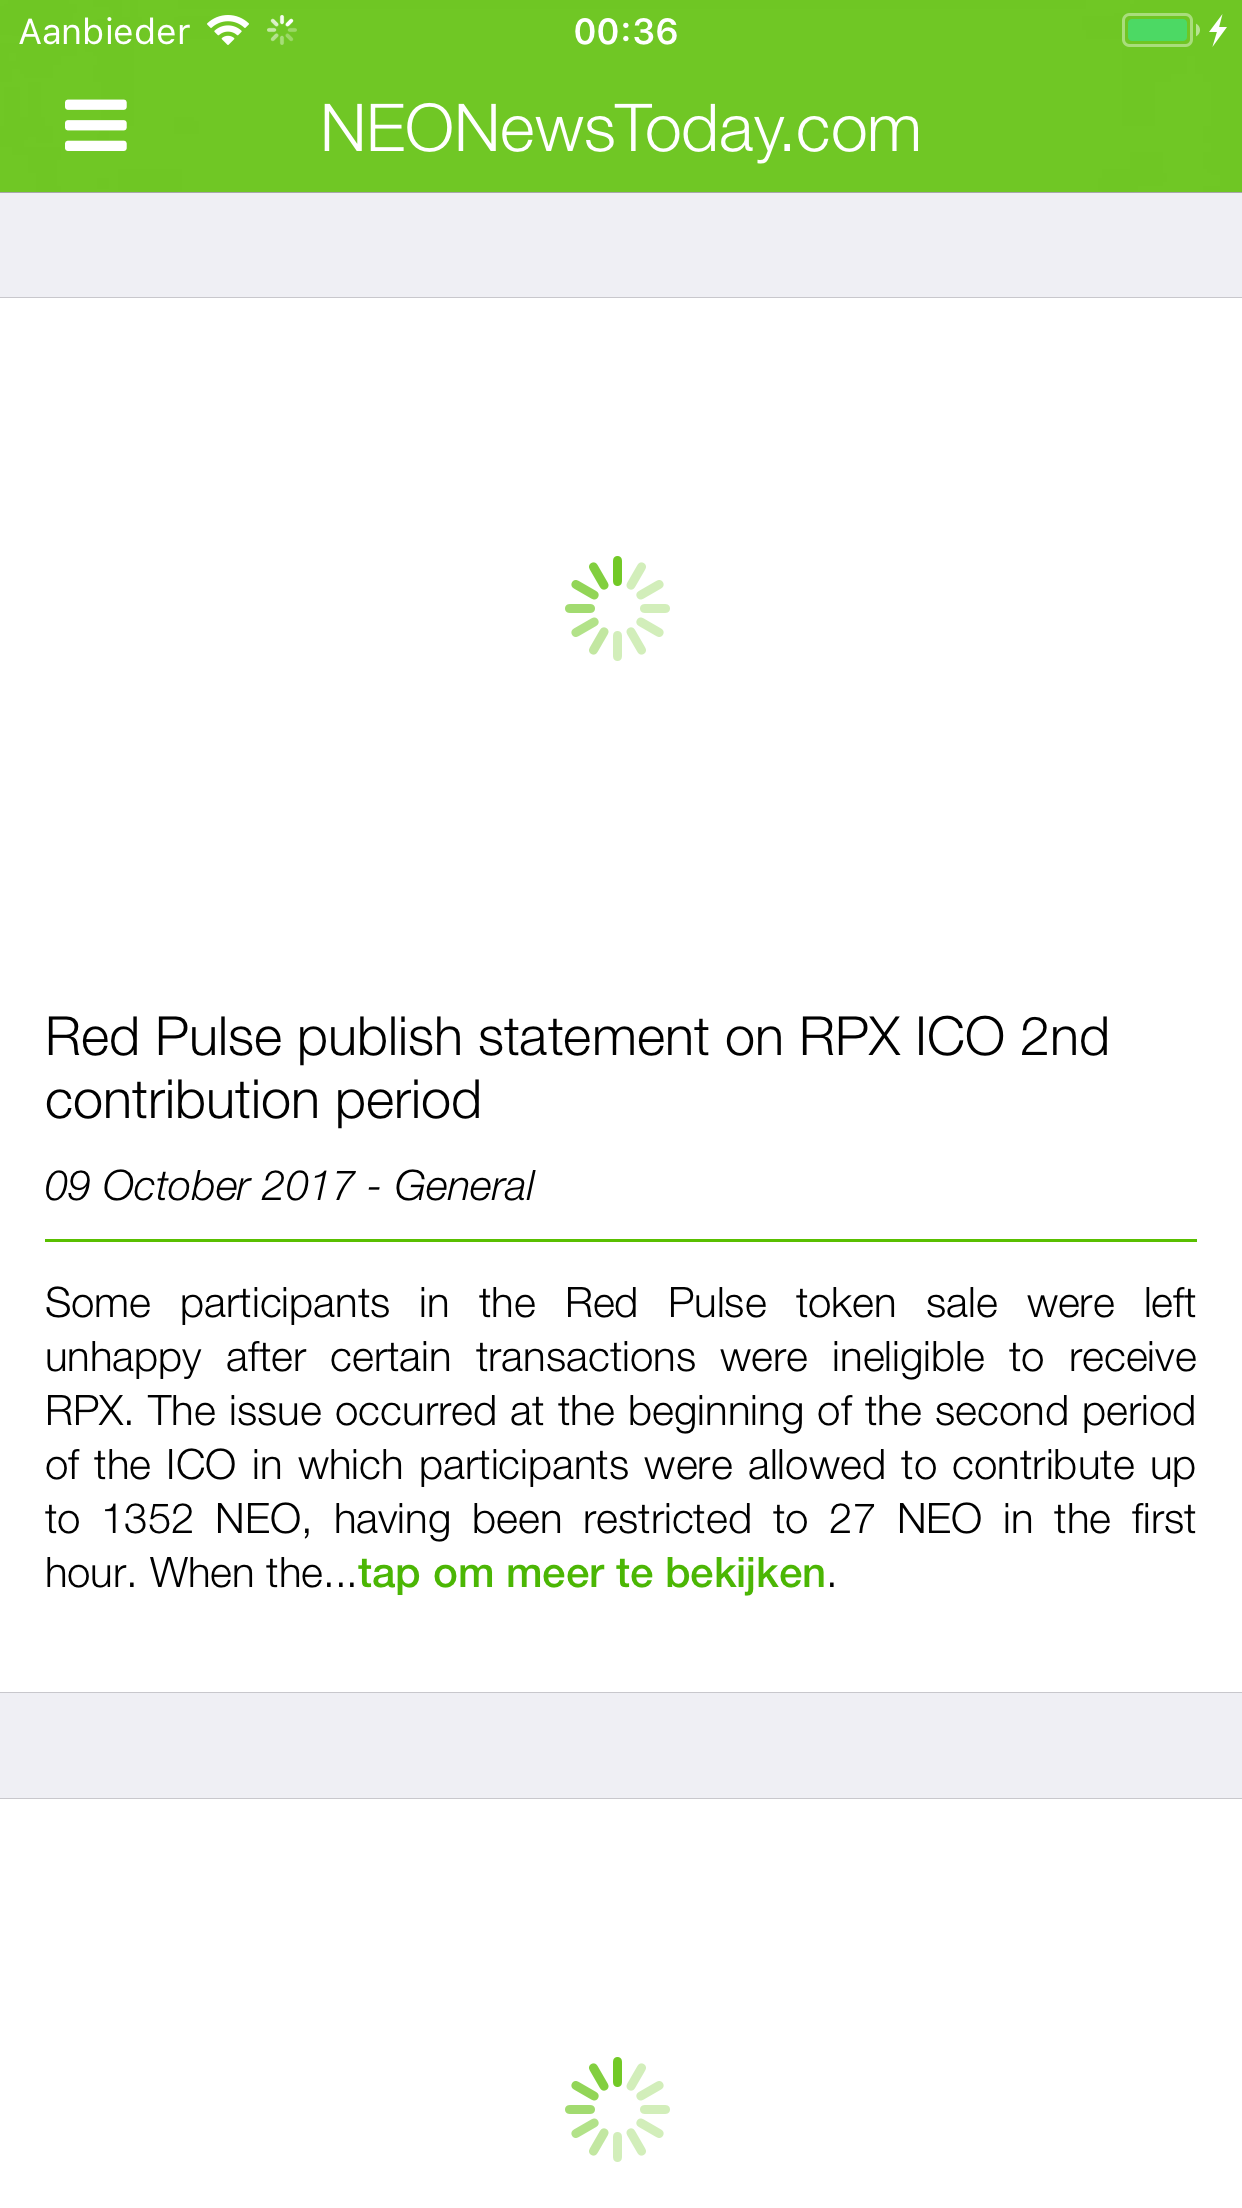 Aanbieder 00:36
NEONewsToday.com
Red Pulse publish statement on RPX ICO 2nd
contribution period
09 October 2017 - General
Some participants in the Red Pulse token sale were left
unhappy after certain transactions were ineligible to receive
RPX. The issue occurred at the beginning of the second period
of the ICO in which participants were allowed to contribute up
to 1352 NEO, having been restricted to 27 NEO in the first
hour. When the...tap om meer te bekijken.